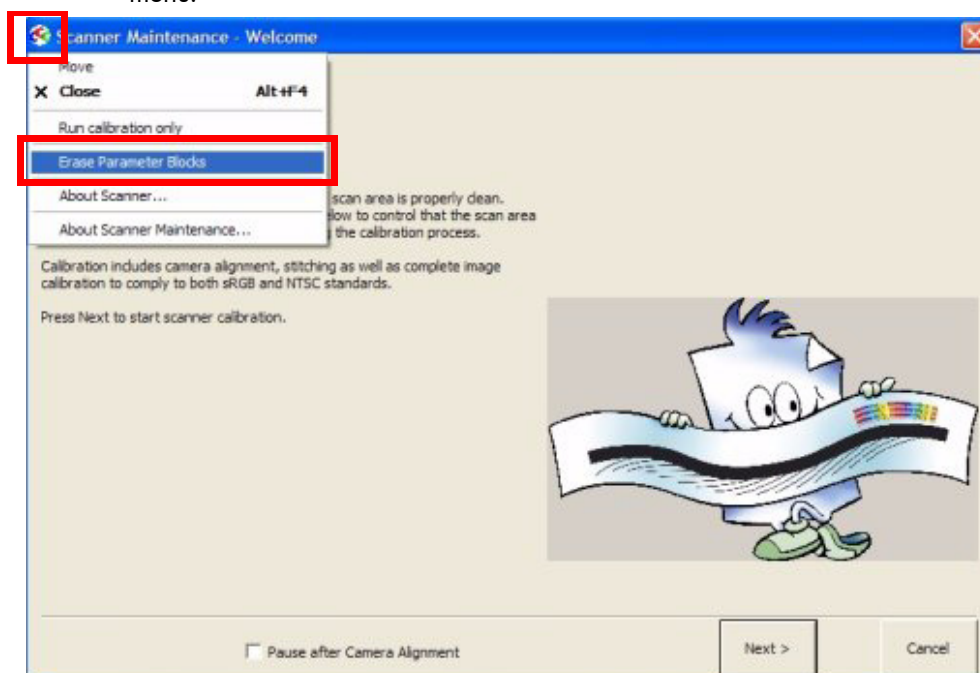 menu.
Scanner Maintenance - Welcome
Move
X Close Alt+F4
Run calibration only
Erase Parameter Blocks
About Scanner...
About Scanner Maintenance...
scan area is properly clean.
low to control that the scan area
the calibration process.
Calibration includes camera alignment, stitching as well as complete image
calibration to comply to both sRGB and NTSC standards.
Press Next to start scanner calibration.
Pause after Camera Alignment
Next >
Cancel